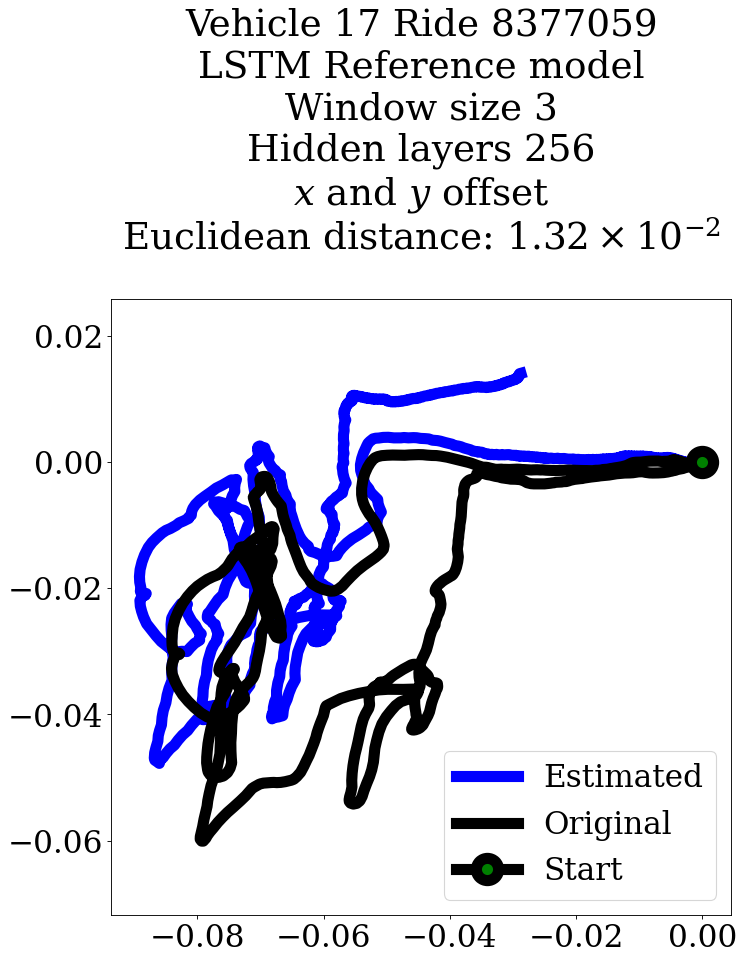 Vehicle 17 Ride 8377059
LSTM Reference model
Window size 3
Hidden layers 256
x and y offset
Euclidean distance: 1.32 × 10⁻²
0.02
0.00
−0.02
−0.04
−0.06
Estimated
Original
Start
−0.08 −0.06 −0.04 −0.02 0.00